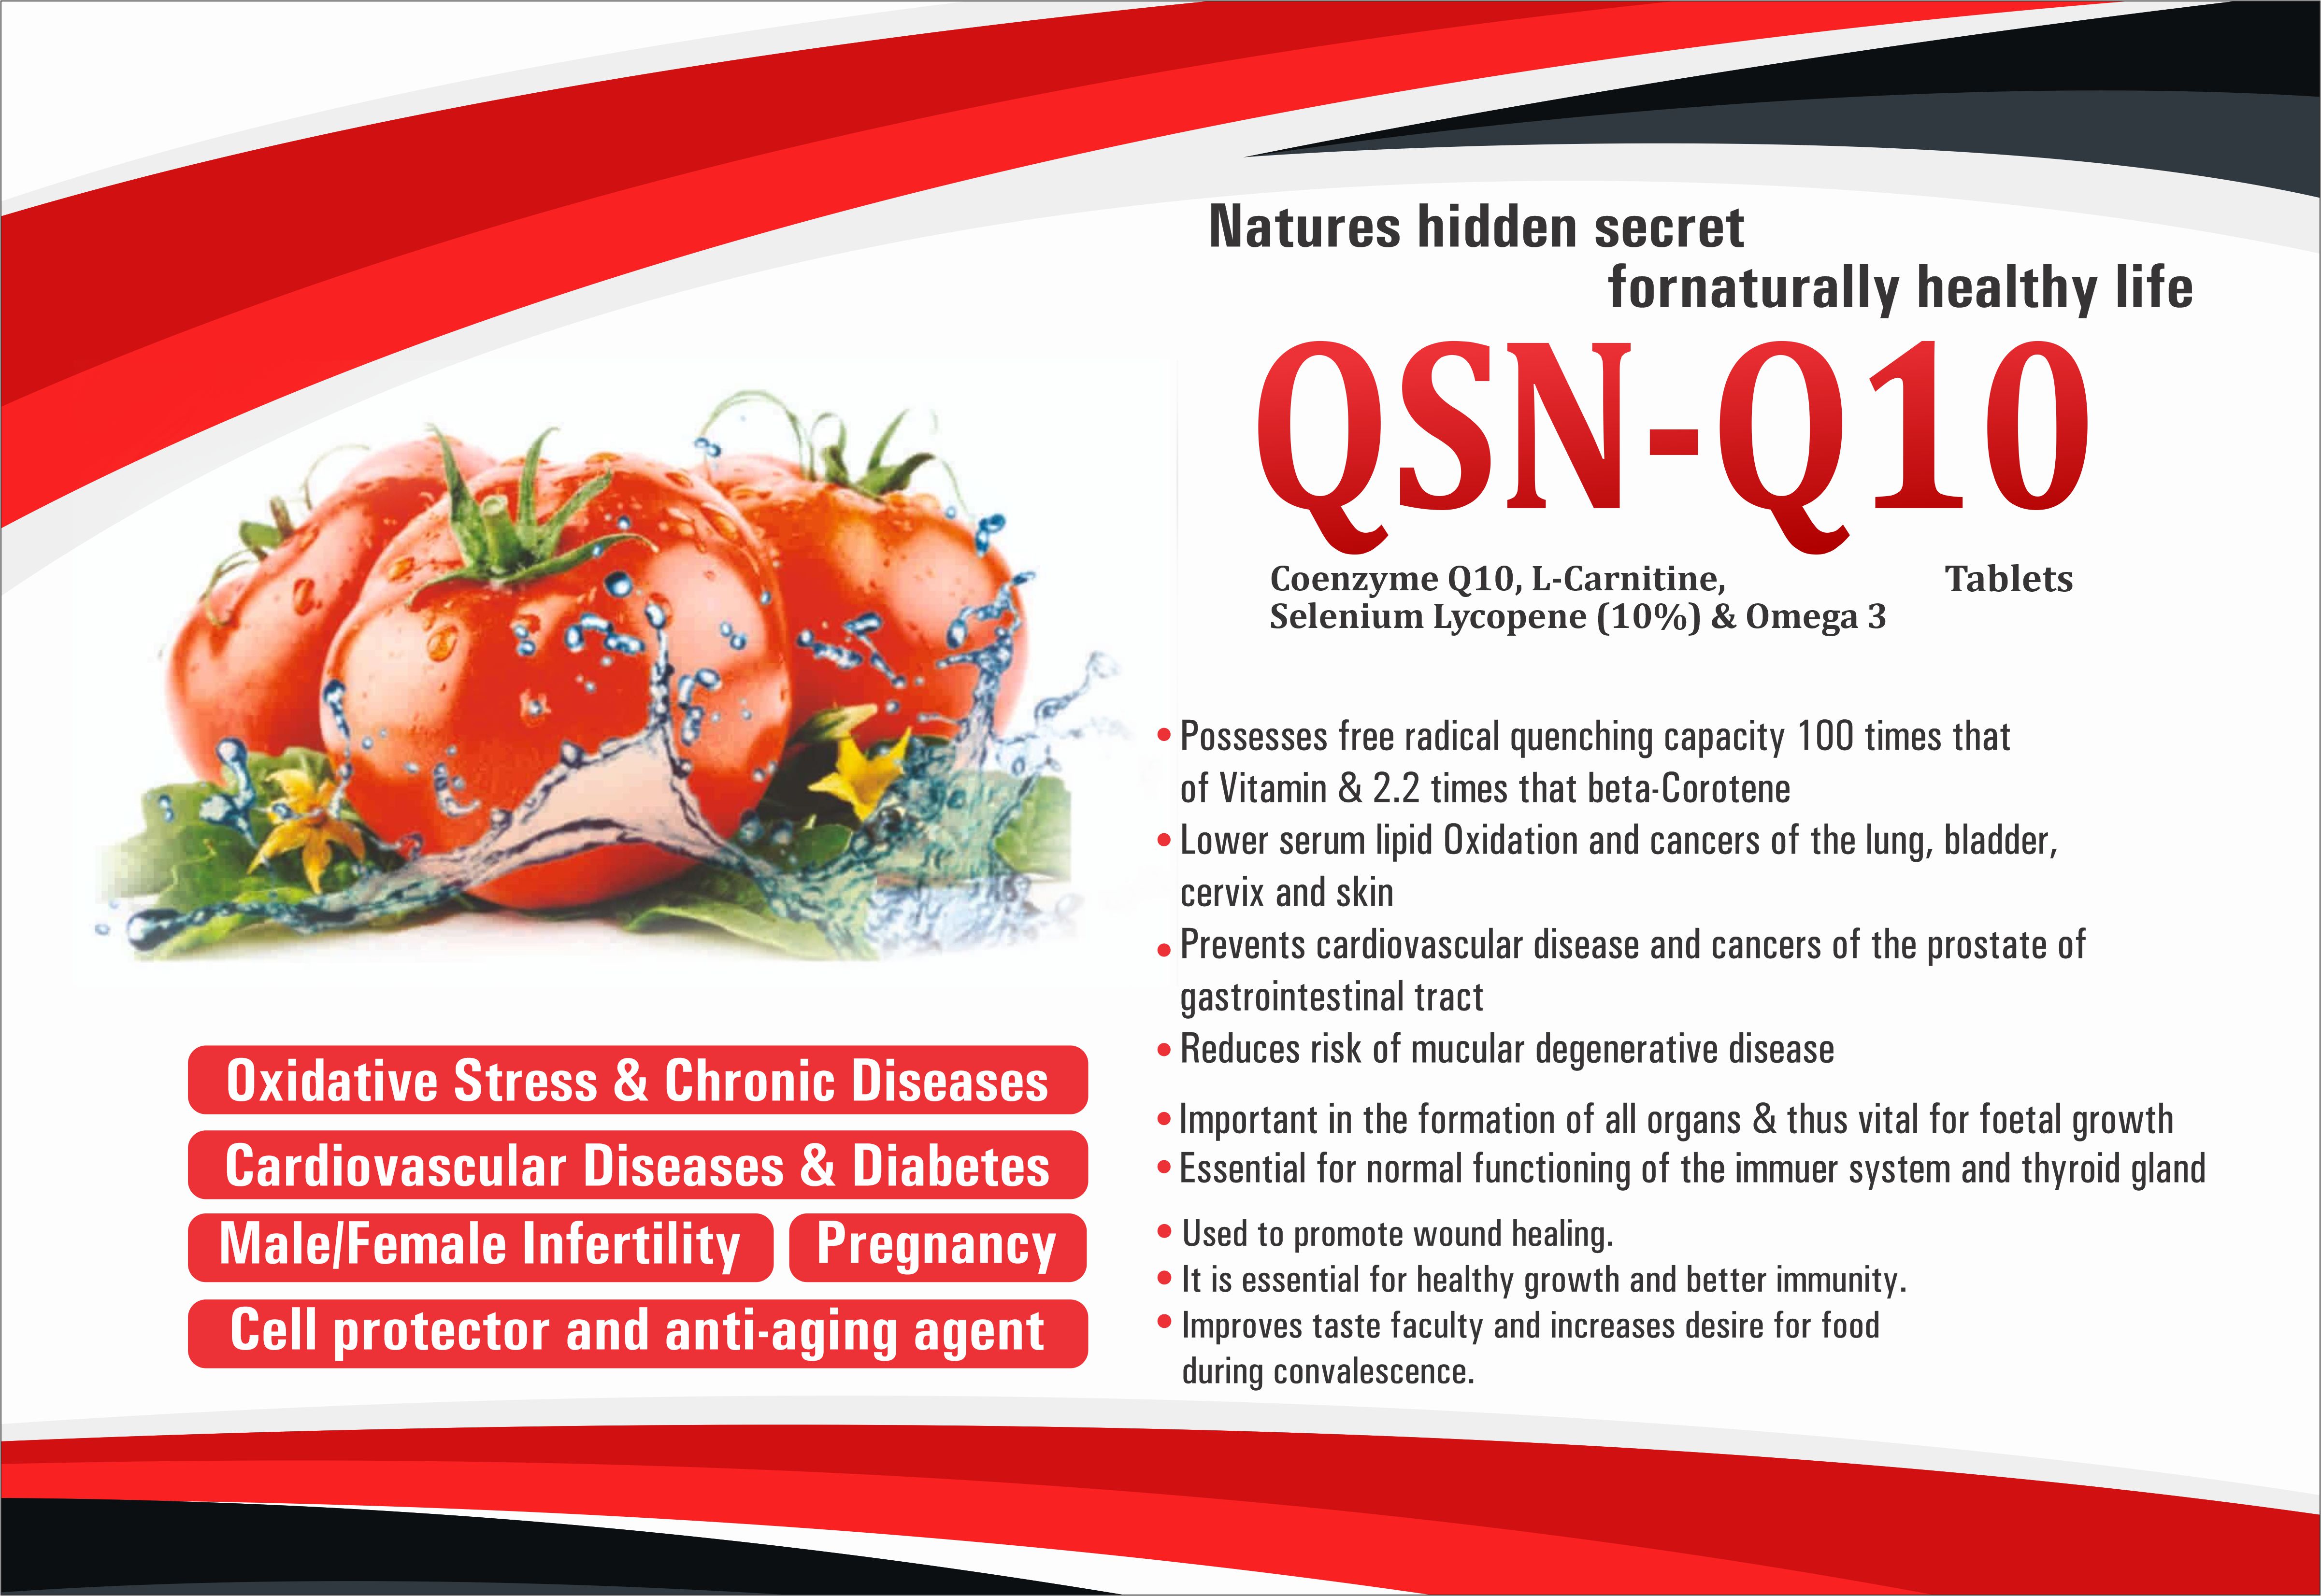 Natures hidden secret
fornaturally healthy life
QSN-Q10
Coenzyme Q10, L-Carnitine,
Selenium Lycopene (10%) & Omega 3
Tablets
• Possesses free radical quenching capacity 100 times that
of Vitamin & 2.2 times that beta-Corotene
• Lower serum lipid Oxidation and cancers of the lung, bladder,
cervix and skin
• Prevents cardiovascular disease and cancers of the prostate of
gastrointestinal tract
• Reduces risk of mucular degenerative disease
• Important in the formation of all organs & thus vital for foetal growth
• Essential for normal functioning of the immuer system and thyroid gland
• Used to promote wound healing.
• It is essential for healthy growth and better immunity.
• Improves taste faculty and increases desire for food
during convalescence.
Oxidative Stress & Chronic Diseases
Cardiovascular Diseases & Diabetes
Male/Female Infertility
Pregnancy
Cell protector and anti-aging agent